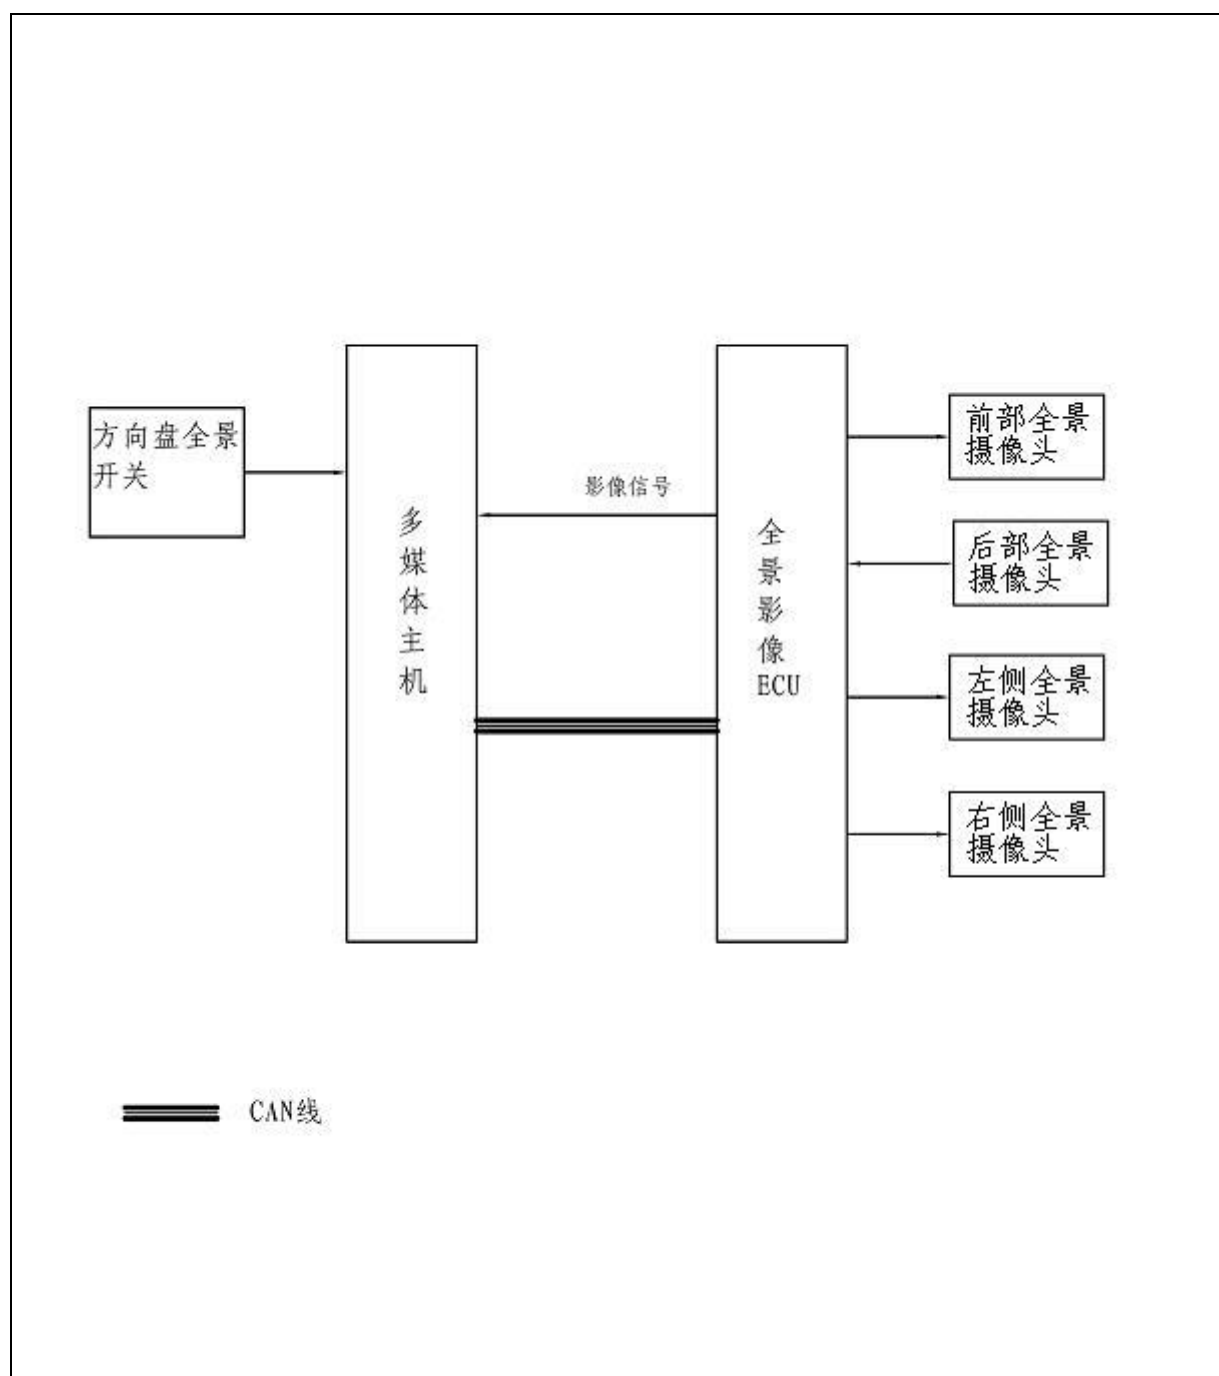 方向盘全景
开关
多
媒
体
主
机
影像信号
全
景
影
像
ECU
前部全景
摄像头
后部全景
摄像头
左侧全景
摄像头
右侧全景
摄像头
CAN线